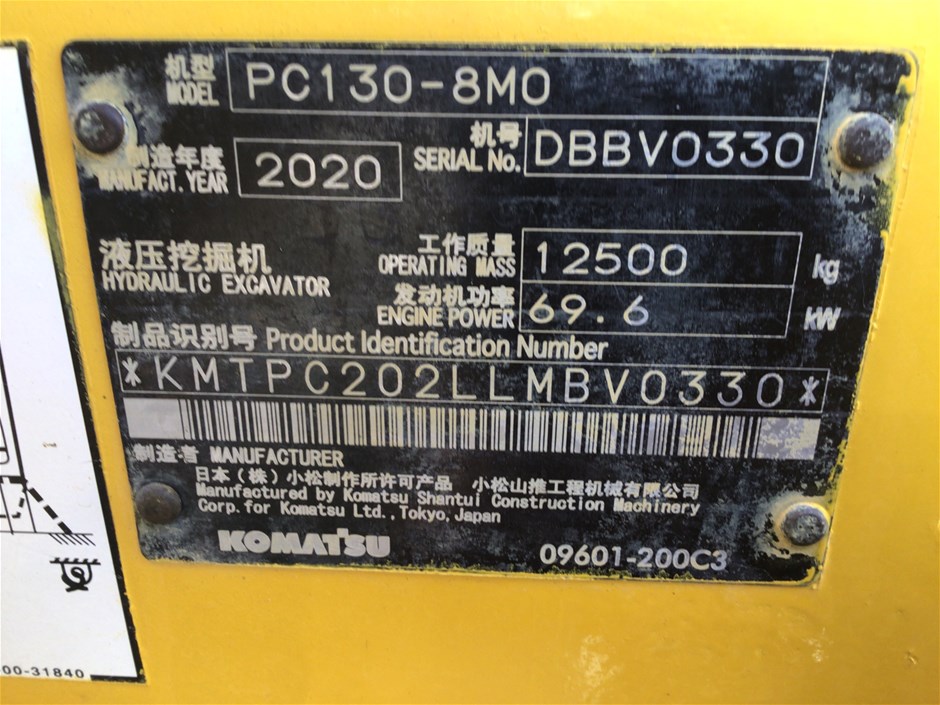 机型 PC130-8M0
MODEL
机号 DBBV0330
SERIAL No.
制造年度 2020
MANUFACT.YEAR
液压挖掘机
HYDRAULIC EXCAVATOR
工作质量 12500 kg
OPERATING MASS
发动机功率 69.6 kW
ENGINE POWER
制品识别号 Product Identification Number
*KMTPC202LLMBV0330*
制造者 MANUFACTURER
日本（株）小松制作所许可产品 小松山推工程机械有限公司
Manufactured by Komatsu Shantui Construction Machinery
Corp. for Komatsu Ltd., Tokyo, Japan
KOMATSU
09601-200C3
00-31840